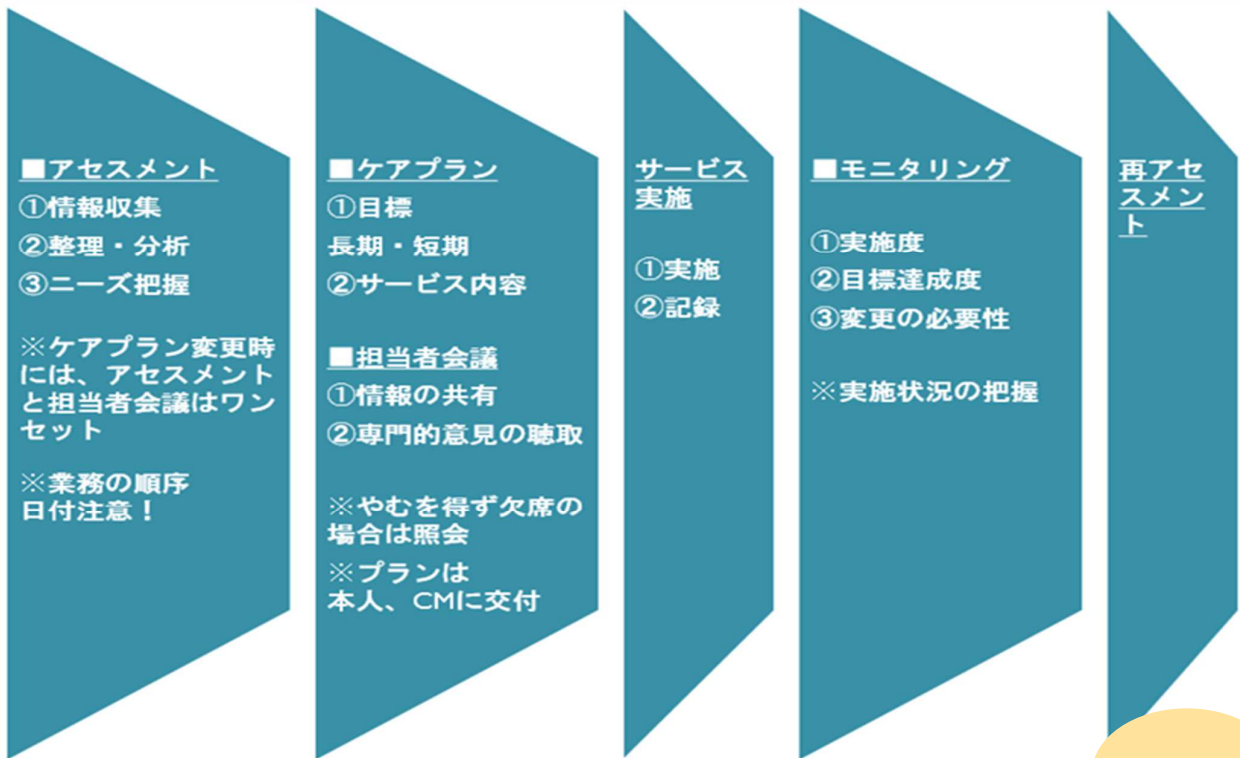 ■アセスメント
①情報収集
②整理・分析
③ニーズ把握
※ケアプラン変更時
には、アセスメント
と担当者会議はワン
セット
※業務の順序
日付注意！
■ケアプラン
①目標
長期・短期
②サービス内容
■担当者会議
①情報の共有
②専門的意見の聴取
※やむを得ず欠席の
場合は照会
※プランは
本人、CMに交付
サービス
実施
①実施
②記録
■モニタリング
①実施度
②目標達成度
③変更の必要性
※実施状況の把握
再アセ
スメン
ト